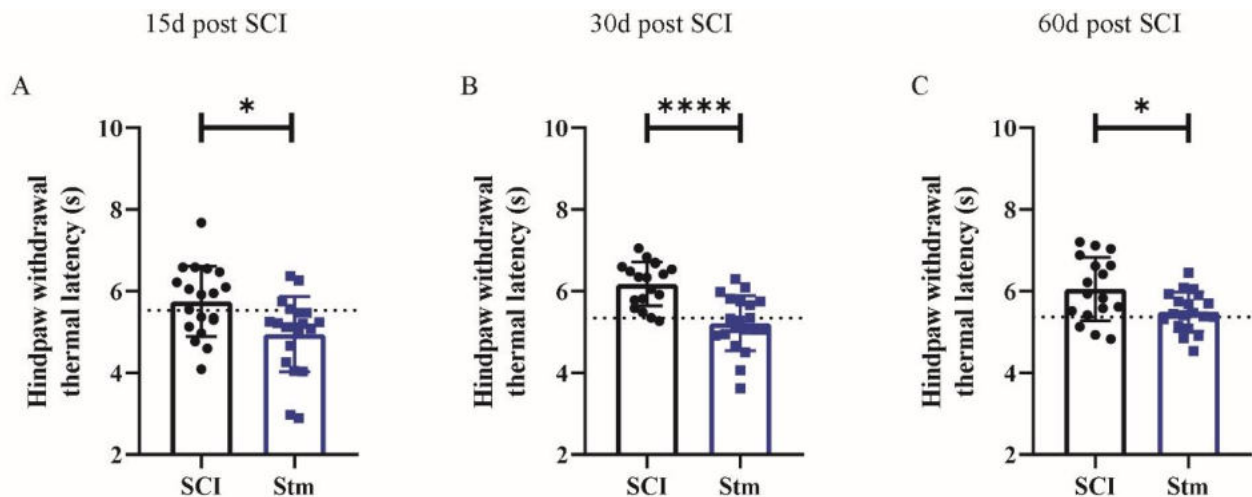 15d post SCI
30d post SCI
60d post SCI
A
*
10
8
6
4
2
Hindpaw withdrawal
thermal latency (s)
SCI
Stm
B
****
10
8
6
4
2
Hindpaw withdrawal
thermal latency (s)
SCI
Stm
C
*
10
8
6
4
2
Hindpaw withdrawal
thermal latency (s)
SCI
Stm